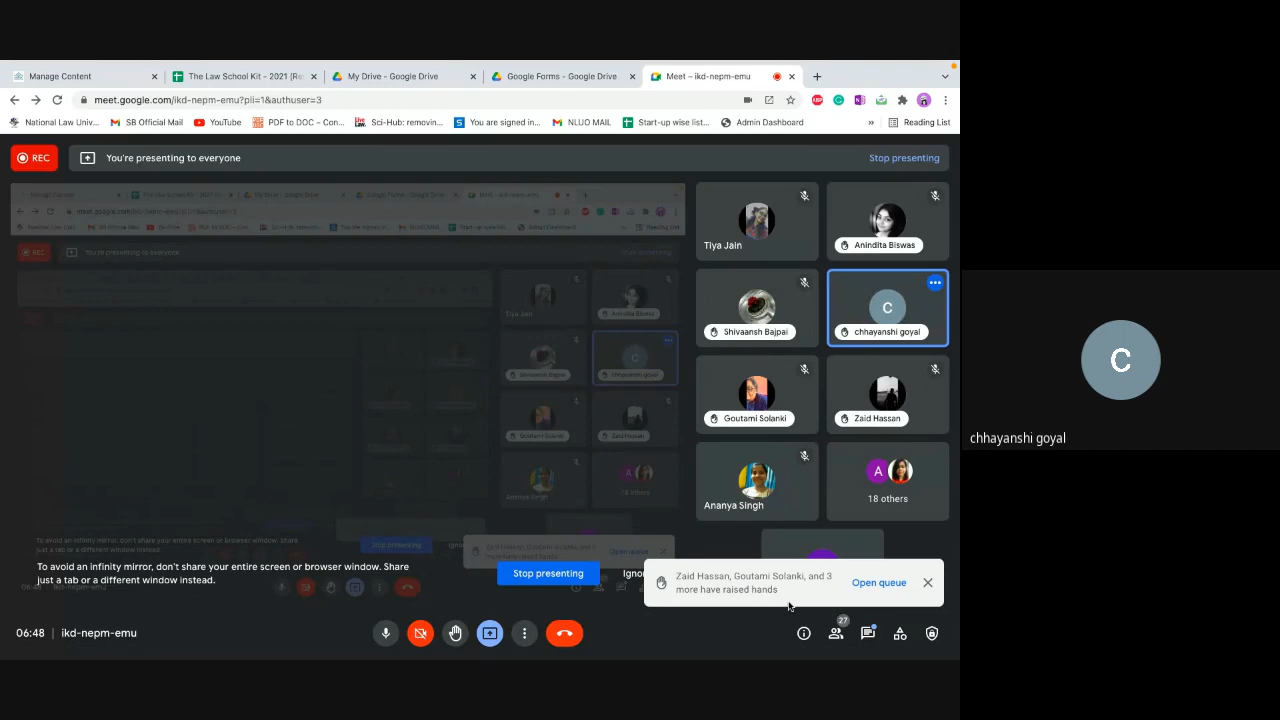 Manage Content
The Law School Kit - 2021 (Re
My Drive - Google Drive
Google Forms - Google Drive
Meet – ikd-nepm-emu
meet.google.com/ikd-nepm-emu?pli=1&authuser=3
National Law Univ...
SB Official Mail
YouTube
PDF to DOC – Con...
Sci-Hub: removin...
You are signed in...
NLUO MAIL
Start-up wise list...
Admin Dashboard
»
Reading List
REC
You're presenting to everyone
Stop presenting
Tiya Jain
Anindita Biswas
Shivaansh Bajpai
C
chhayanshi goyal
Goutami Solanki
Zaid Hassan
Ananya Singh
A
18 others
To avoid an infinity mirror, don't share your entire screen or browser window. Share
just a tab or a different window instead.
Stop presenting
Ignor
Zaid Hassan, Goutami Solanki, and 3
more have raised hands
Open queue
06:48 | ikd-nepm-emu
27
C
chhayanshi goyal